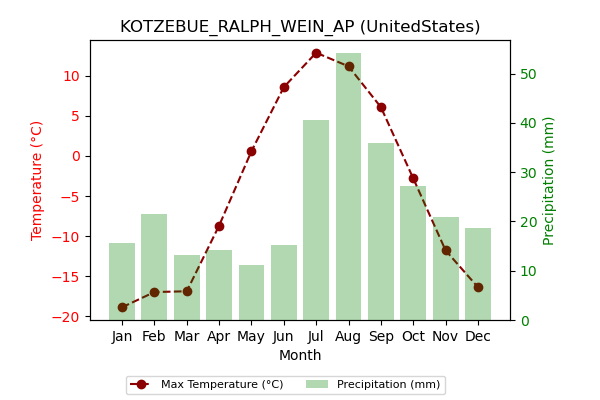 KOTZEBUE_RALPH_WEIN_AP (UnitedStates)
Temperature (°C)
10
5
0
−5
−10
−15
−20
50
40
30
20
10
0
Precipitation (mm)
Jan Feb Mar Apr May Jun Jul Aug Sep Oct Nov Dec
Month
Max Temperature (°C) Precipitation (mm)